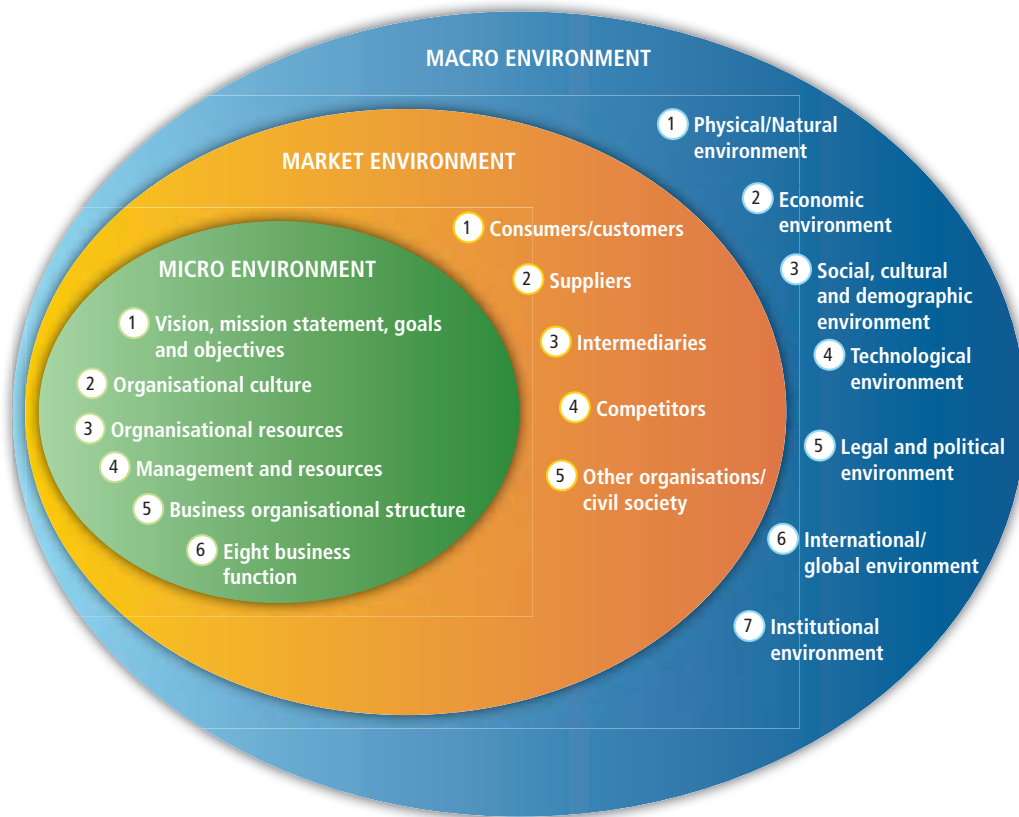 MACRO ENVIRONMENT
1 Physical/Natural
environment
2 Economic
environment
3 Social, cultural
and demographic
environment
4 Technological
environment
5 Legal and political
environment
6 International/
global environment
7 Institutional
environment
MARKET ENVIRONMENT
1 Consumers/customers
2 Suppliers
3 Intermediaries
4 Competitors
5 Other organisations/
civil society
MICRO ENVIRONMENT
1 Vision, mission statement, goals
and objectives
2 Organisational culture
3 Orgnanisational resources
4 Management and resources
5 Business organisational structure
6 Eight business
function